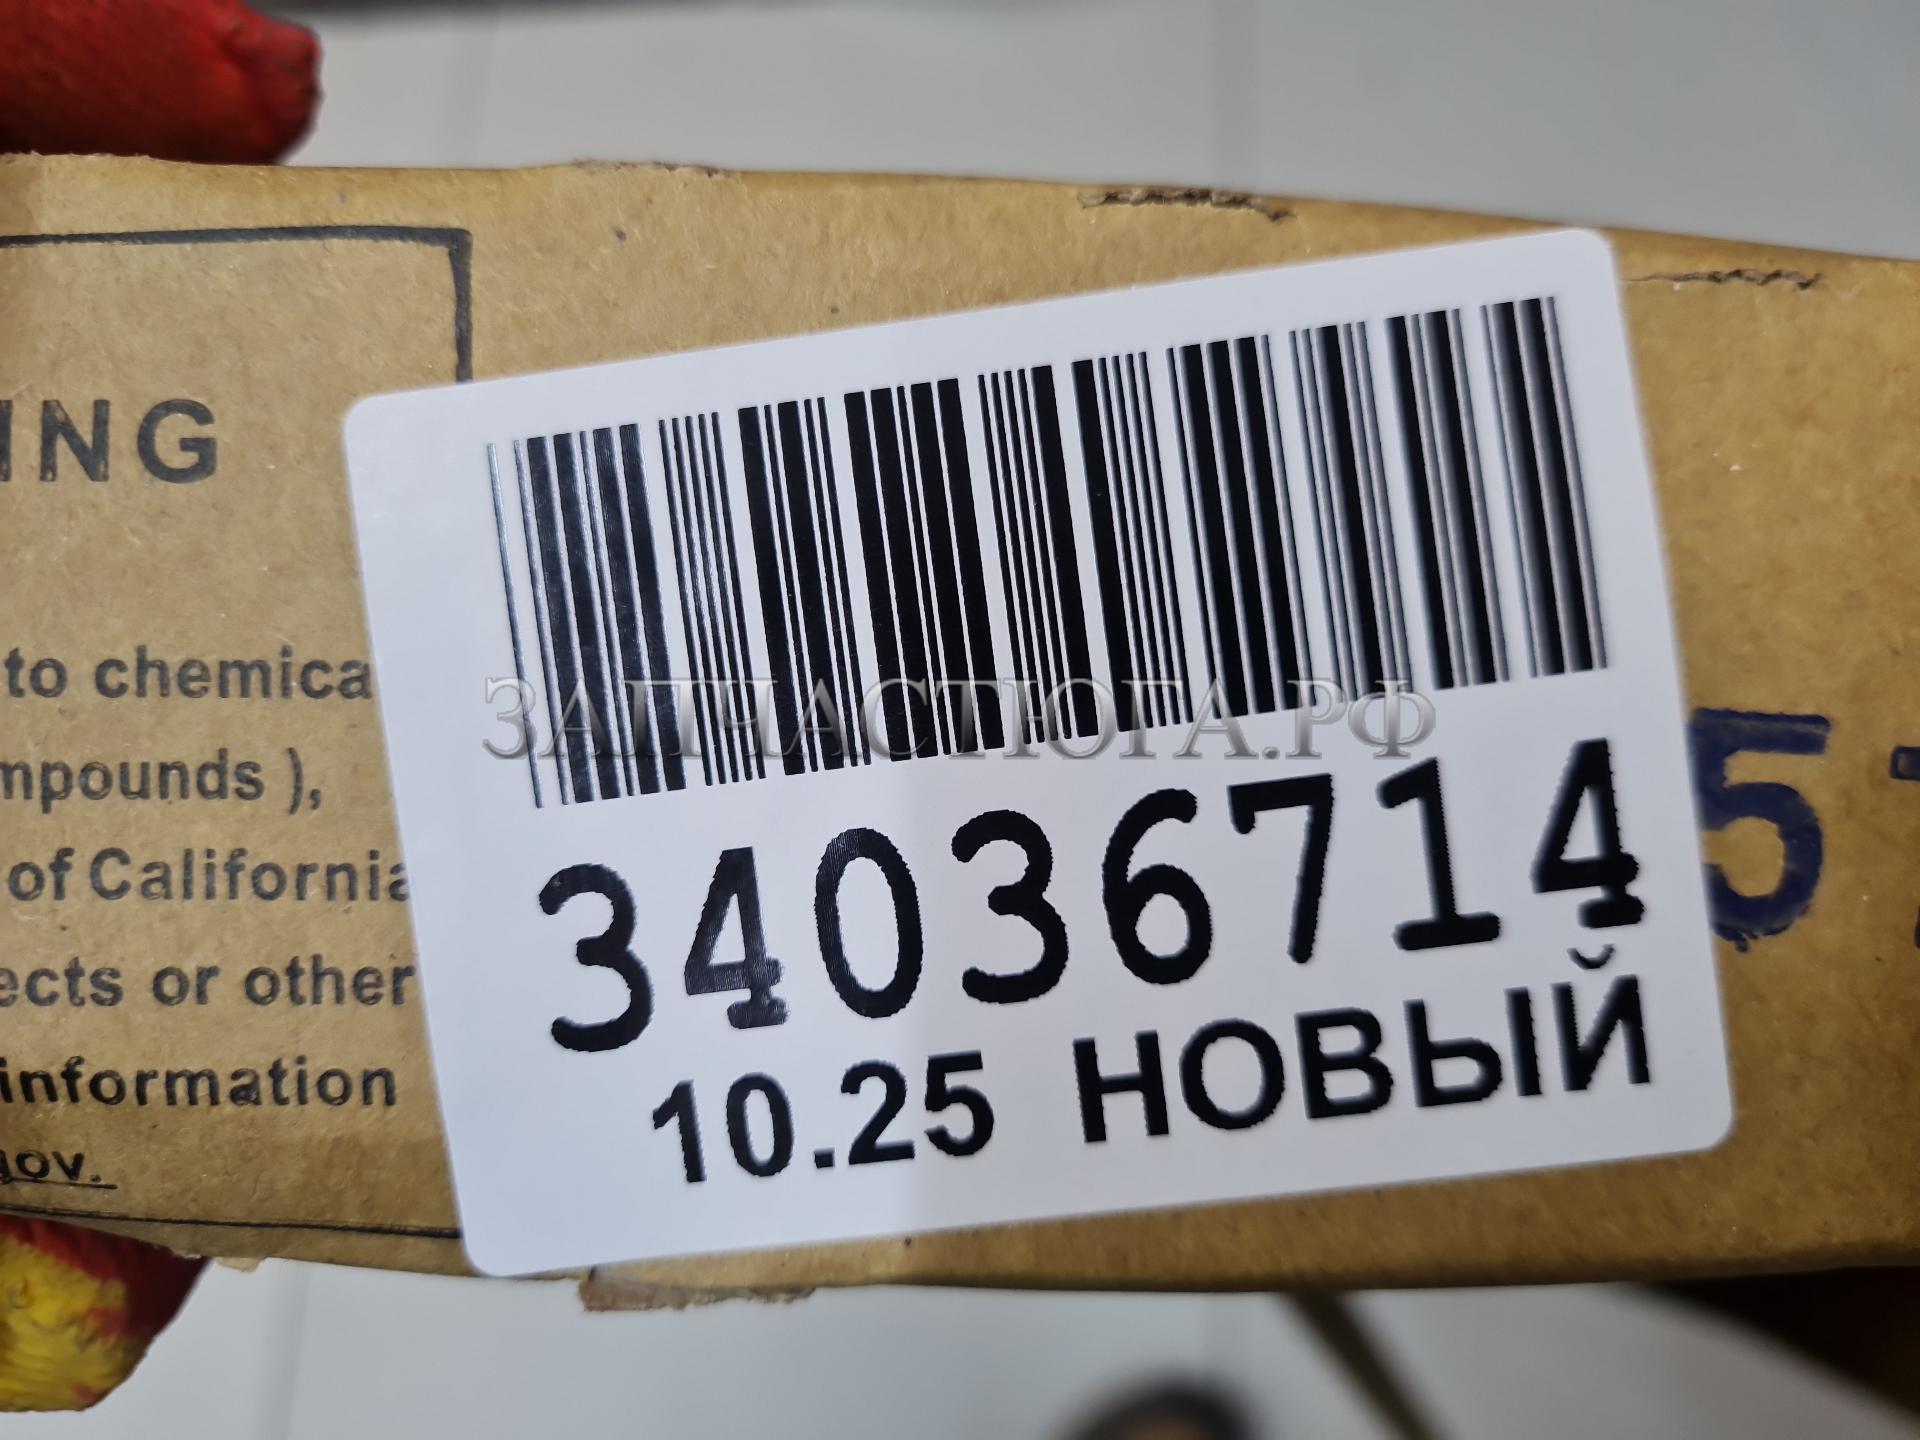 ING
to chemica
mpounds ),
of California
ects or other
information
gov.
ЗАПЧАСТЮГА.РФ
34036714
10.25 НОВЫЙ
5